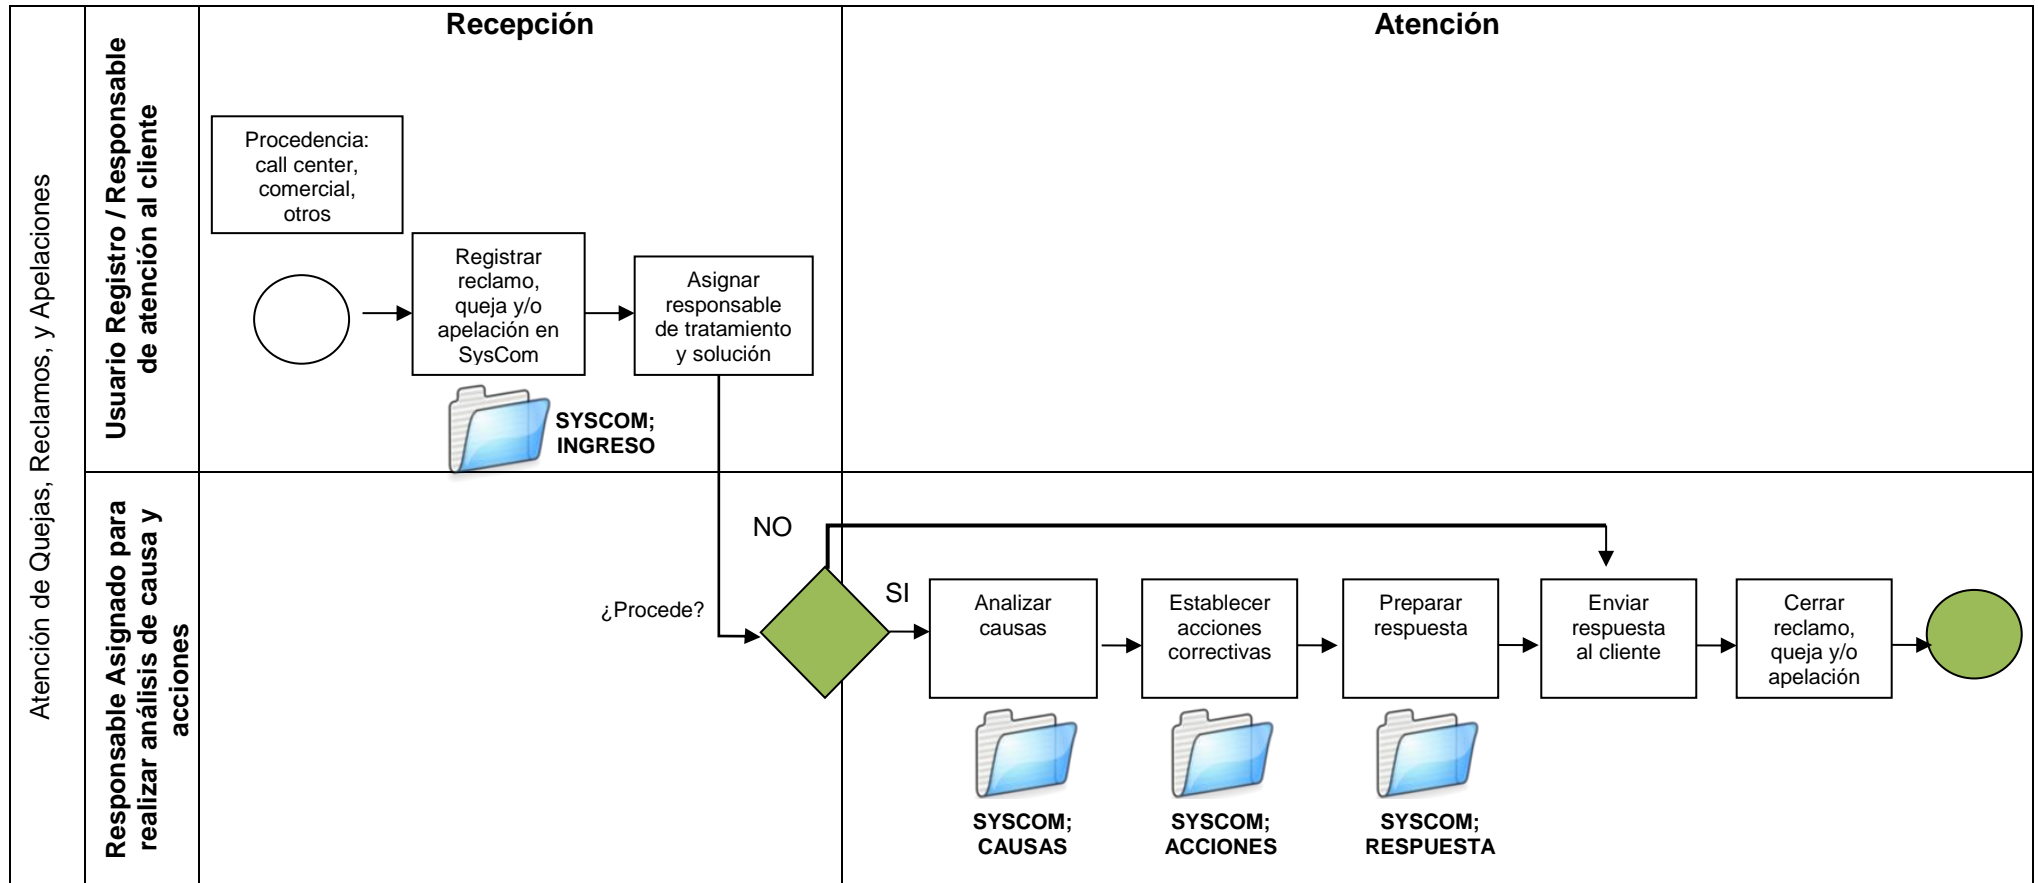 Recepción
Atención
Atención de Quejas, Reclamos, y Apelaciones
Usuario Registro / Responsable
de atención al cliente
Procedencia:
call center,
comercial,
otros
Registrar
reclamo,
queja y/o
apelación en
SysCom
Asignar
responsable
de tratamiento
y solución
SYSCOM;
INGRESO
Responsable Asignado para
realizar análisis de causa y
acciones
NO
¿Procede?
SI
Analizar
causas
Establecer
acciones
correctivas
Preparar
respuesta
Enviar
respuesta
al cliente
Cerrar
reclamo,
queja y/o
apelación
SYSCOM;
CAUSAS
SYSCOM;
ACCIONES
SYSCOM;
RESPUESTA